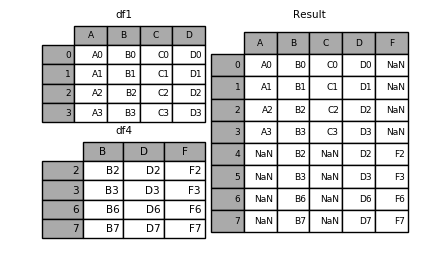 df1
A B C D
0 A0 B0 C0 D0
1 A1 B1 C1 D1
2 A2 B2 C2 D2
3 A3 B3 C3 D3
df4
B D F
2 B2 D2 F2
3 B3 D3 F3
6 B6 D6 F6
7 B7 D7 F7
Result
A B C D F
0 A0 B0 C0 D0 NaN
1 A1 B1 C1 D1 NaN
2 A2 B2 C2 D2 NaN
3 A3 B3 C3 D3 NaN
4 NaN B2 NaN D2 F2
5 NaN B3 NaN D3 F3
6 NaN B6 NaN D6 F6
7 NaN B7 NaN D7 F7